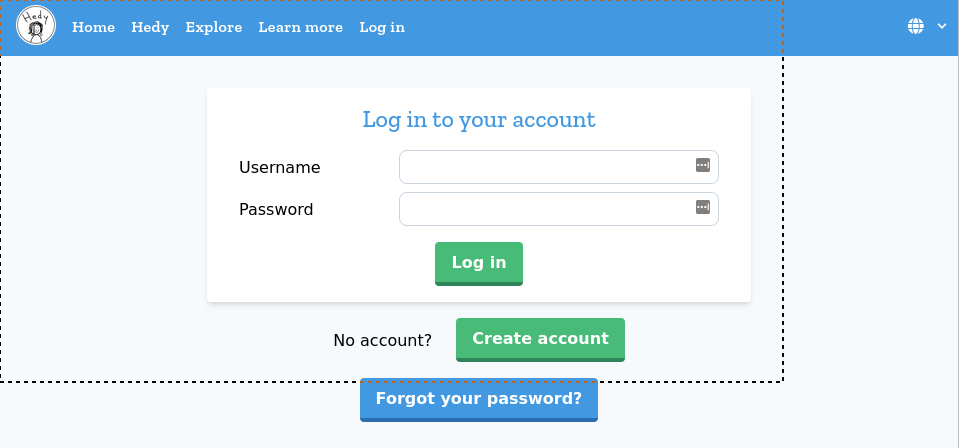 Hedy
Home Hedy Explore Learn more Log in
Log in to your account
Username
Password
Log in
No account? Create account
Forgot your password?